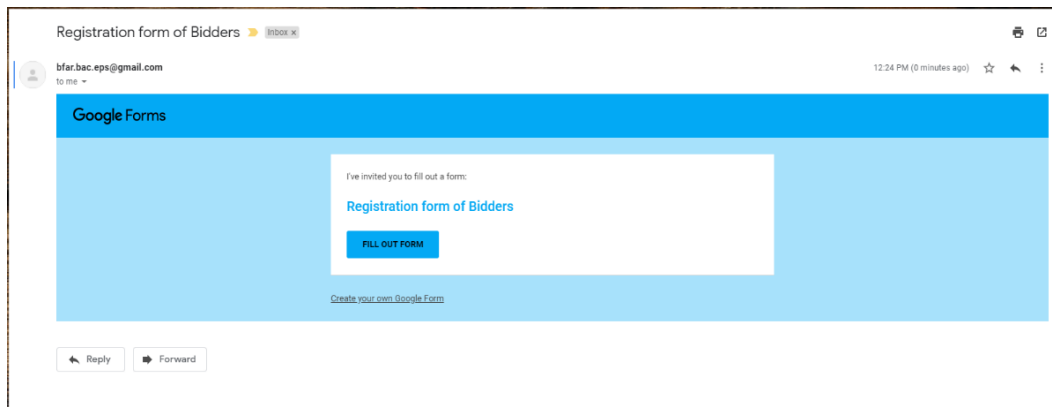 Registration form of Bidders
Inbox x
bfar.bac.eps@gmail.com
12:24 PM (0 minutes ago)
to me
Google Forms
I've invited you to fill out a form:
Registration form of Bidders
FILL OUT FORM
Create your own Google Form
Reply
Forward